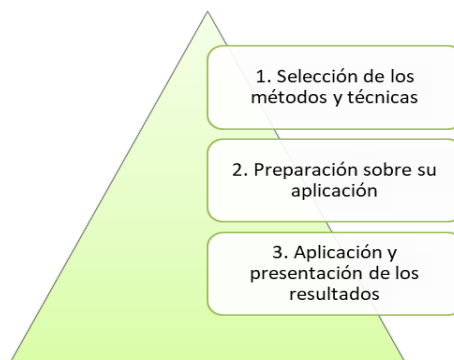 1. Selección de los
métodos y técnicas
2. Preparación sobre su
aplicación
3. Aplicación y
presentación de los
resultados